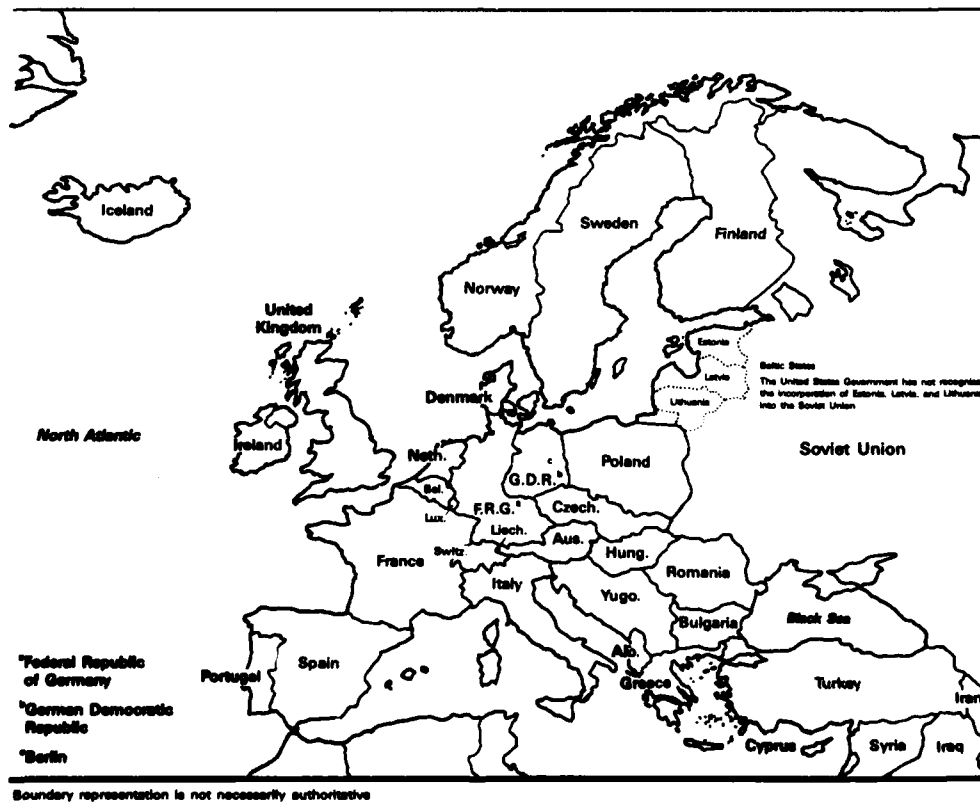 Iceland
Sweden
Finland
Norway
United
Kingdom
Estonia
Latvia
Lithuania
Baltic States
The United States Government has not recognized
the incorporation of Estonia, Latvia, and Lithuania
into the Soviet Union
Denmark
North Atlantic
Ireland
Neth.
Poland
Soviet Union
c
G.D.R.b
Bel.
F.R.G.a
Czech.
Lux.
Liech.
Aus.
Switz.
Hung.
France
Romania
Italy
Yugo.
Black Sea
Bulgaria
Alb.
Spain
Portugal
Greece
Turkey
Iran
Cyprus
Syria
Iraq
aFederal Republic
of Germany
bGerman Democratic
Republic
cBerlin
Boundary representation is not necessarily authoritative